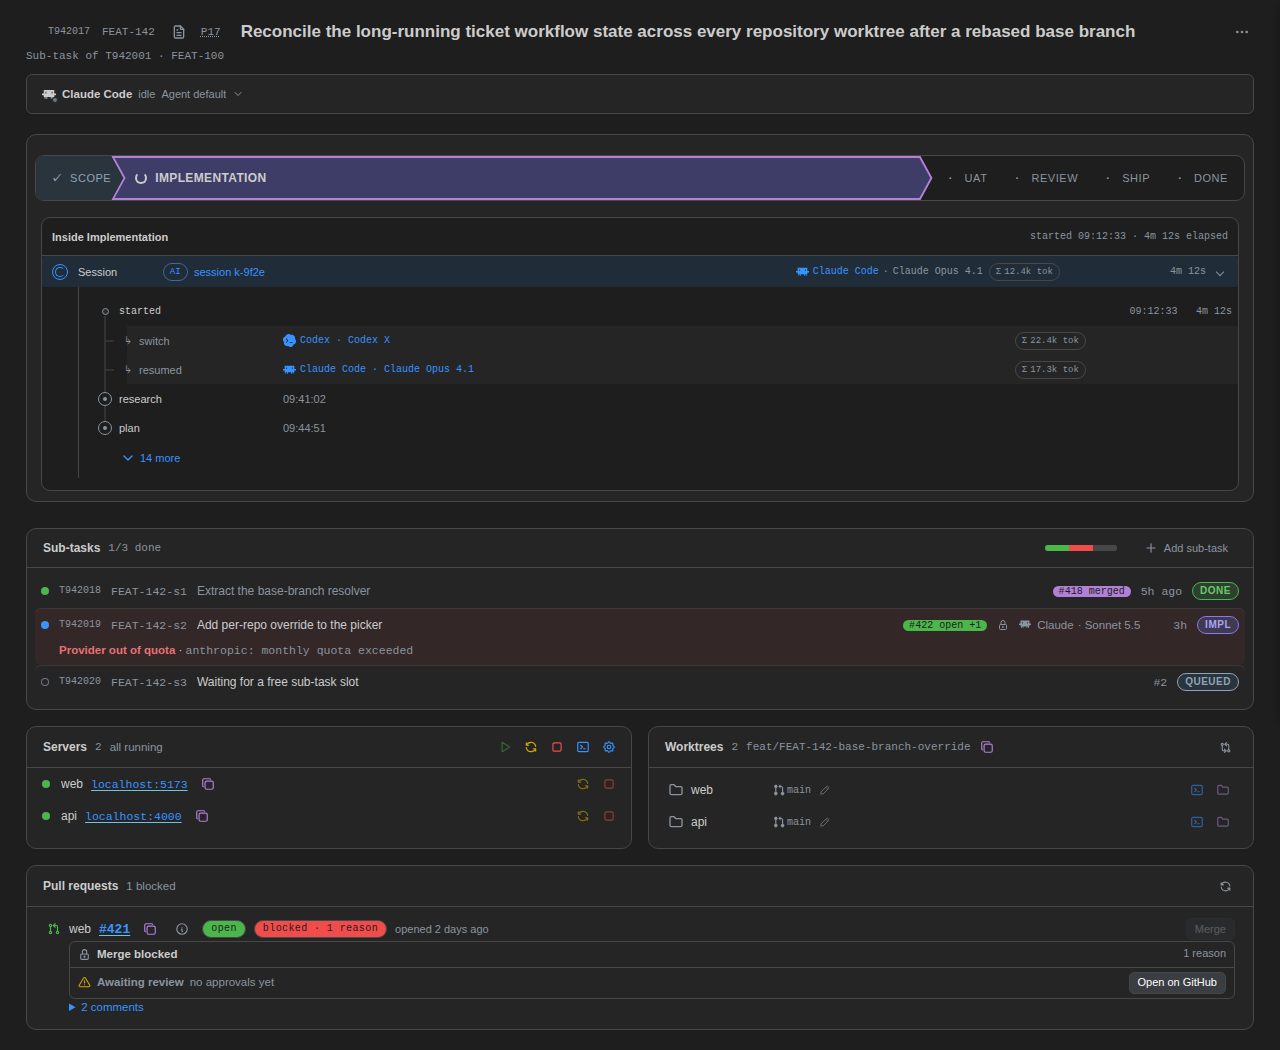 T942017 FEAT-142 P17 Reconcile the long-running ticket workflow state across every repository worktree after a rebased base branch
Sub-task of T942001 · FEAT-100
Claude Code idle Agent default
SCOPE IMPLEMENTATION · UAT · REVIEW · SHIP · DONE
Inside Implementation started 09:12:33 · 4m 12s elapsed
Session AI session k-9f2e Claude Code · Claude Opus 4.1 Σ 12.4k tok 4m 12s
started 09:12:33 4m 12s
↳ switch Codex · Codex X Σ 22.4k tok
↳ resumed Claude Code · Claude Opus 4.1 Σ 17.3k tok
research 09:41:02
plan 09:44:51
14 more
Sub-tasks 1/3 done Add sub-task
T942018 FEAT-142-s1 Extract the base-branch resolver #418 merged 5h ago DONE
T942019 FEAT-142-s2 Add per-repo override to the picker #422 open +1 Claude · Sonnet 5.5 3h IMPL
Provider out of quota · anthropic: monthly quota exceeded
T942020 FEAT-142-s3 Waiting for a free sub-task slot #2 QUEUED
Servers 2 all running
web localhost:5173
api localhost:4000
Worktrees 2 feat/FEAT-142-base-branch-override
web main
api main
Pull requests 1 blocked
web #421 open blocked · 1 reason opened 2 days ago Merge
Merge blocked 1 reason
Awaiting review no approvals yet Open on GitHub
2 comments